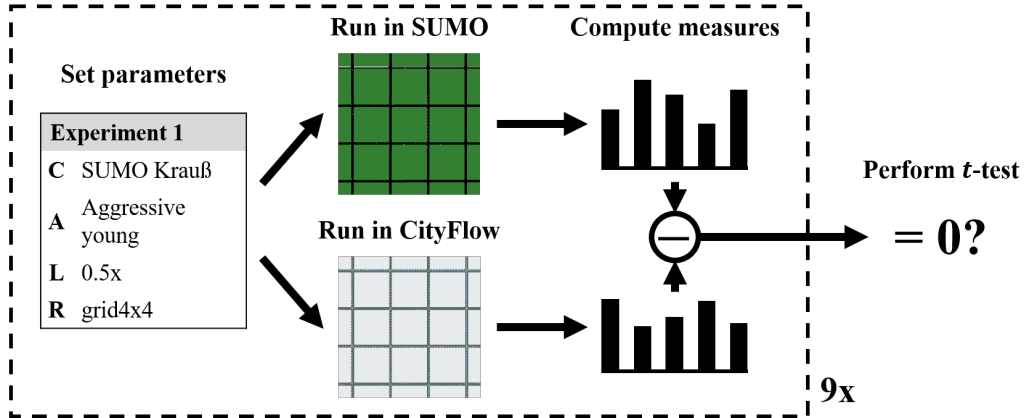 Set parameters
Experiment 1
C SUMO Krauß
A Aggressive
young
L 0.5x
R grid4x4
Run in SUMO
Run in CityFlow
Compute measures
Perform t-test
= 0?
9x